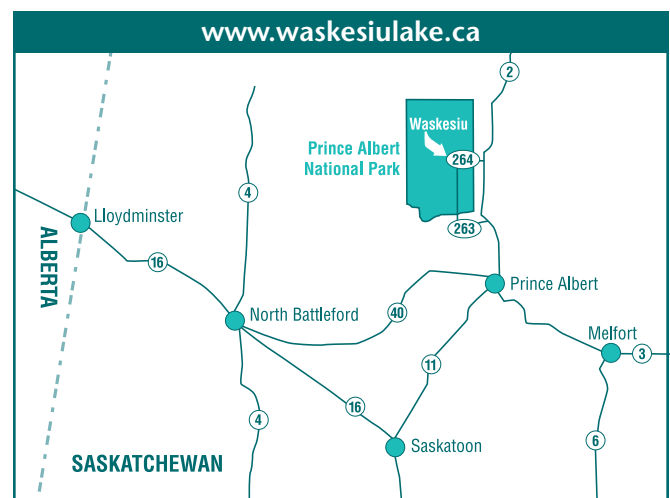 www.waskesiulake.ca
2
Waskesiu
Prince Albert
National Park
264
4
263
Lloydminster
ALBERTA
16
Prince Albert
North Battleford
40
Melfort
3
11
16
4
6
Saskatoon
SASKATCHEWAN